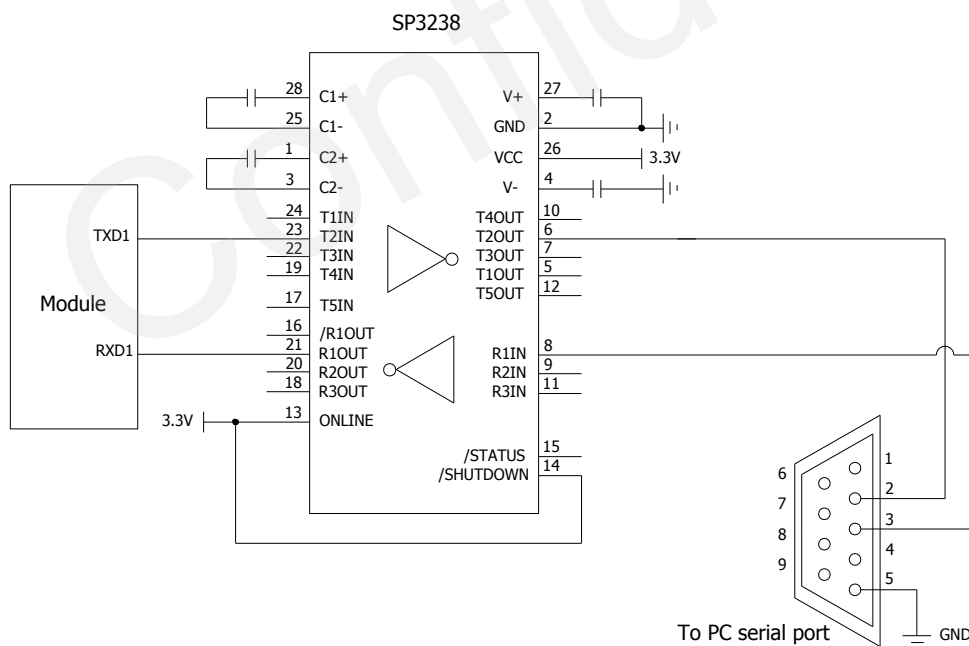 SP3238
Confid
28 C1+ V+ 27
25 C1- GND 2
1 C2+ VCC 26 3.3V
3 C2- V- 4
24 T1IN T4OUT 10
TXD1 23 T2IN T2OUT 6
22 T3IN T3OUT 7
19 T4IN T1OUT 5
17 T5IN T5OUT 12
Module
16 /R1OUT
RXD1 21 R1OUT R1IN 8
20 R2OUT R2IN 9
18 R3OUT R3IN 11
3.3V 13 ONLINE
/STATUS 15
/SHUTDOWN 14
1
6
2
7
3
8
4
9
5
To PC serial port
GND